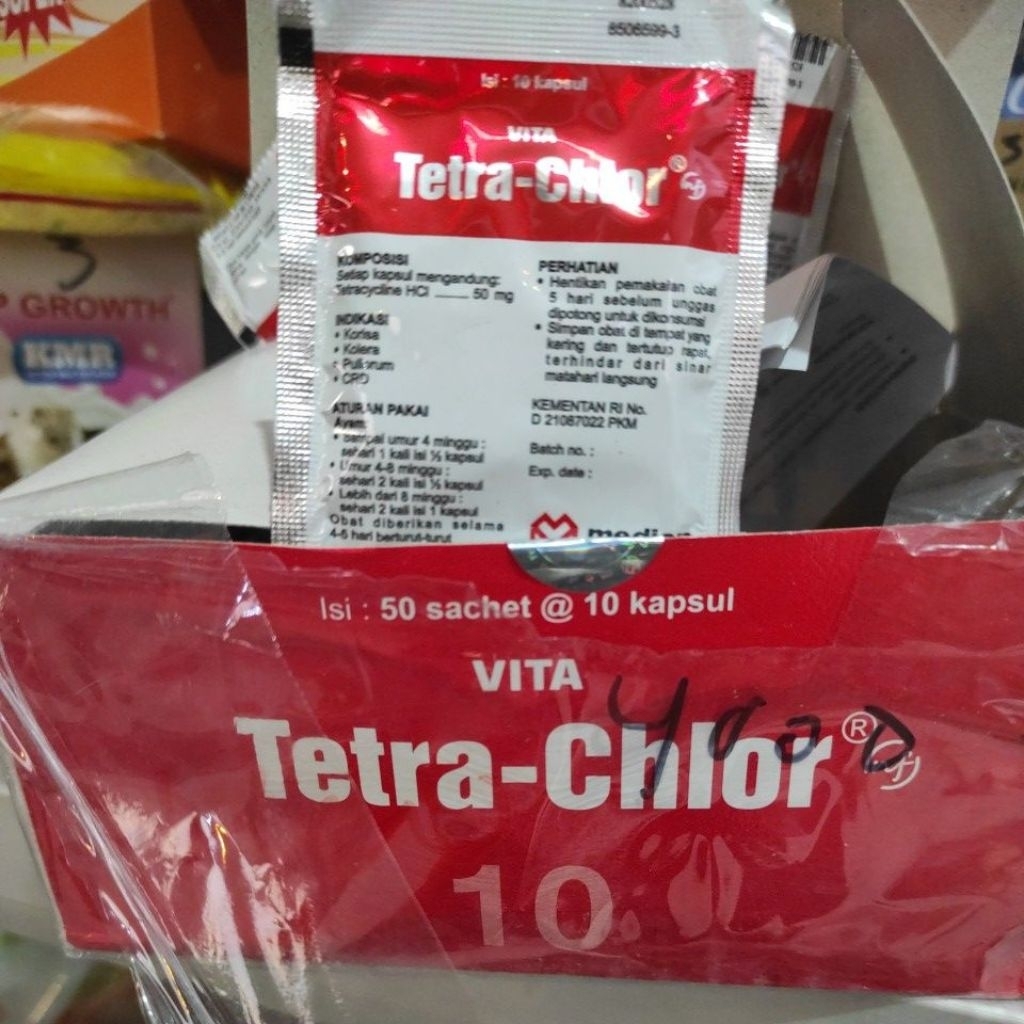 8506599-3
Isi : 10 kapsul
VITA
Tetra-Chlor®
KOMPOSISI
Setiap kapsul mengandung:
Tetracycline HCl 50 mg
INDIKASI
• Korisa
• Kolera
• Pullorum
• CRD
ATURAN PAKAI
Ayam:
• Sampai umur 4 minggu :
sehari 1 kali isi ½ kapsul
• Umur 4-8 minggu :
sehari 2 kali isi ½ kapsul
• Lebih dari 8 minggu :
sehari 2 kali isi 1 kapsul
Obat diberikan selama
4-6 hari berturut-turut
PERHATIAN
• Hentikan pemakaian obat
5 hari sebelum unggas
dipotong untuk dikonsumsi
• Simpan obat di tempat yang
kering dan tertutup rapat,
terhindar dari sinar
matahari langsung
KEMENTAN RI No.
D 21087022 PKM
Batch no. :
Exp. date :
3
GROWTH
KMR
Isi : 50 sachet @ 10 kapsul
VITA
4000
Tetra-Chlor®
10